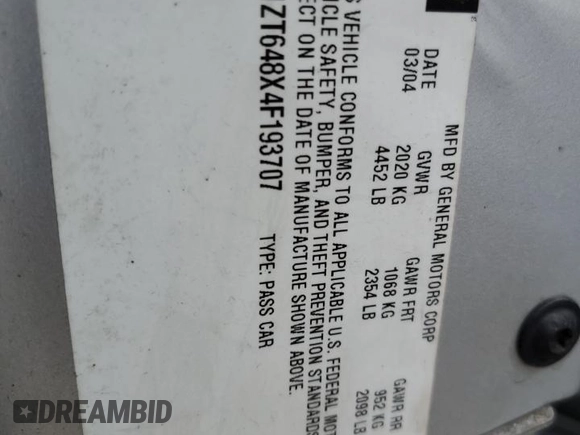 MFD BY GENERAL MOTORS CORP
DATE GVWR GAWR FRT GAWR RR
03/04 2020 KG 1068 KG 952 KG
4452 LB 2354 LB 2098 LB
VEHICLE CONFORMS TO ALL APPLICABLE U.S. FEDERAL
VEHICLE SAFETY, BUMPER, AND THEFT PREVENTION STANDARDS
ON THE DATE OF MANUFACTURE SHOWN ABOVE.
ZT648X4F193707 TYPE: PASS CAR
DREAMBID